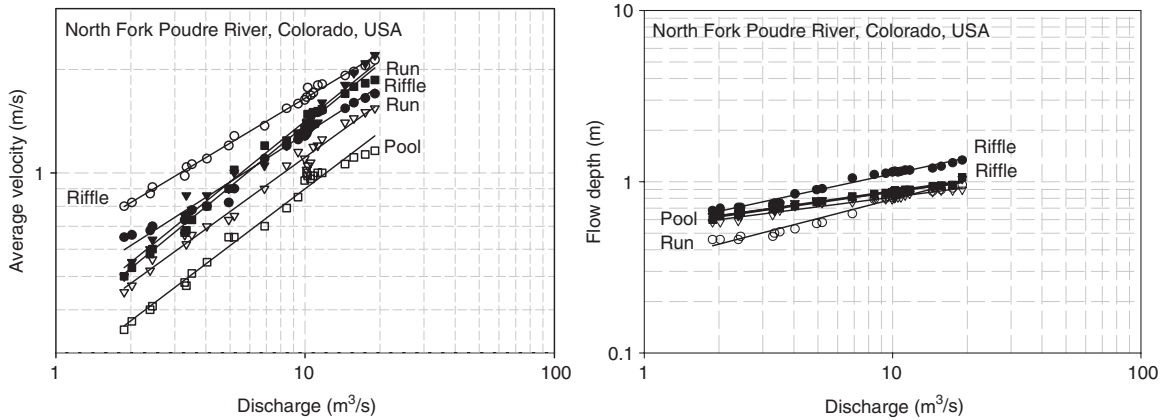 North Fork Poudre River, Colorado, USA
Average velocity (m/s)
1
Run
Riffle
Run
Pool
Riffle
1
10
100
Discharge (m³/s)
North Fork Poudre River, Colorado, USA
Flow depth (m)
10
1
0.1
Riffle
Riffle
Pool
Run
1
10
100
Discharge (m³/s)